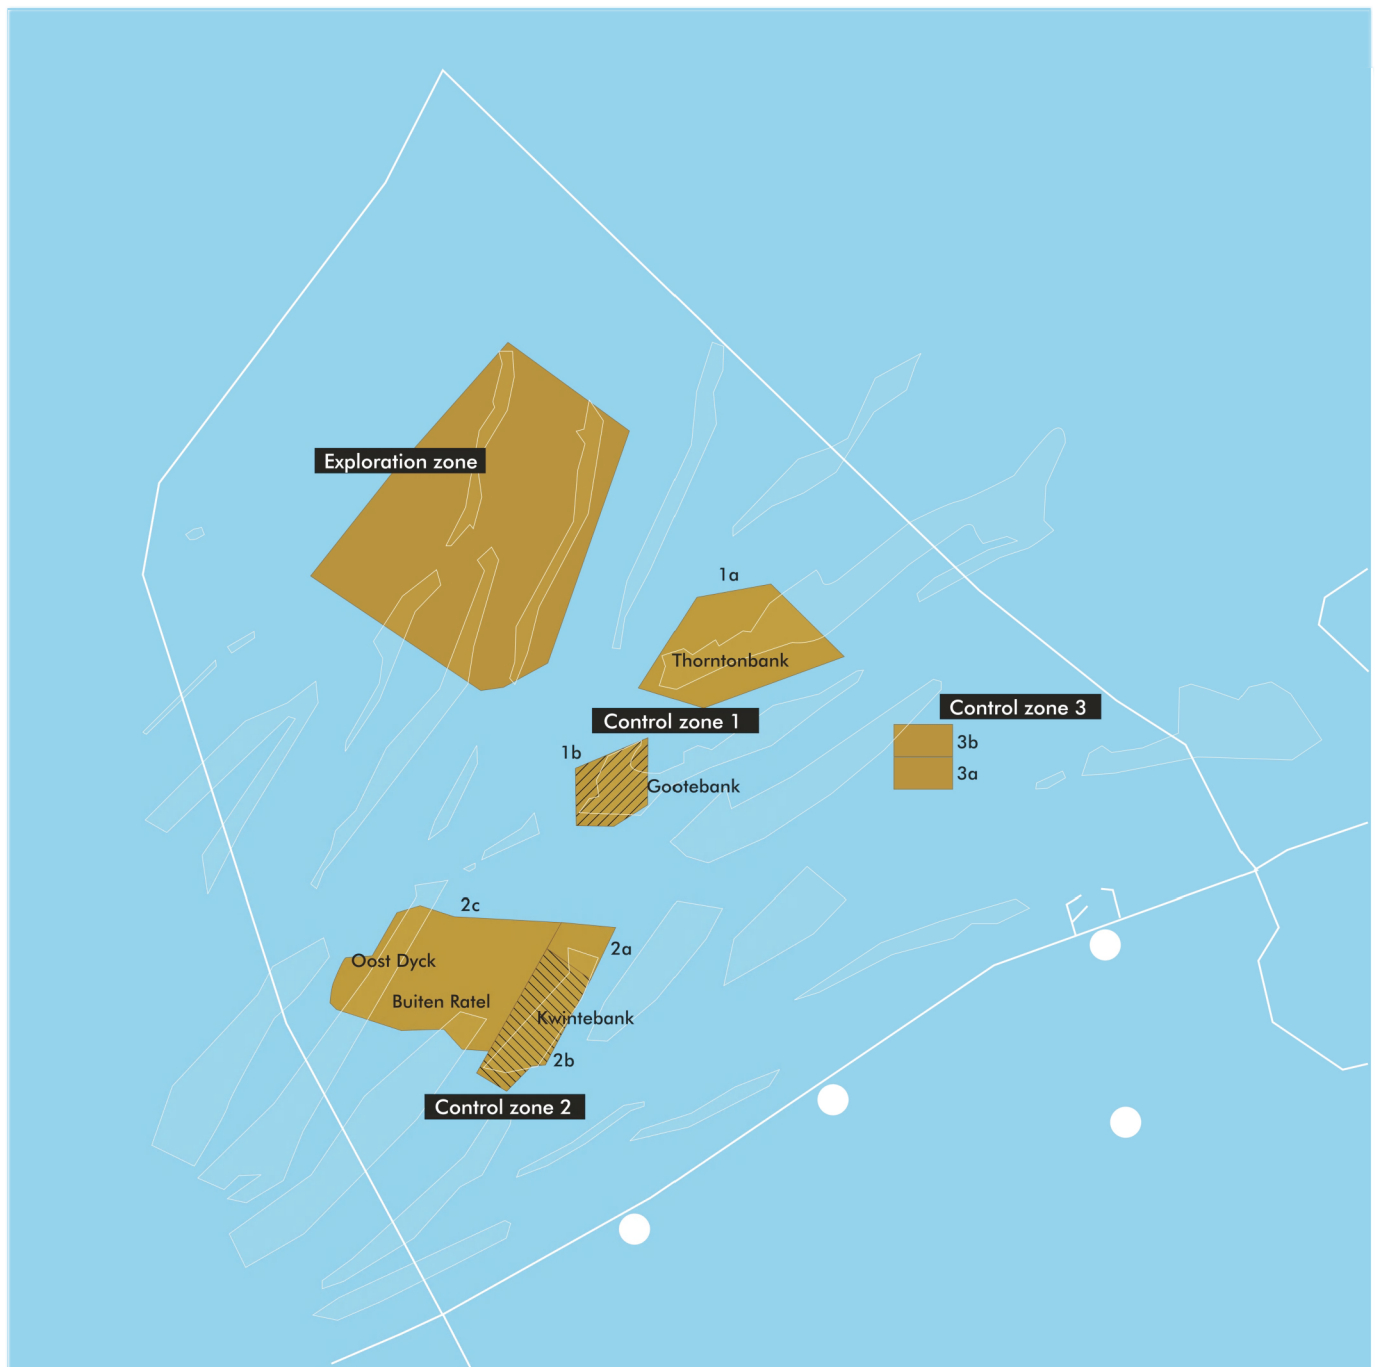 Exploration zone
1a
Thorntonbank
Control zone 1
Control zone 3
3b
3a
1b
Gootebank
2c
2a
Oost Dyck
Buiten Ratel
Kwintebank
2b
Control zone 2